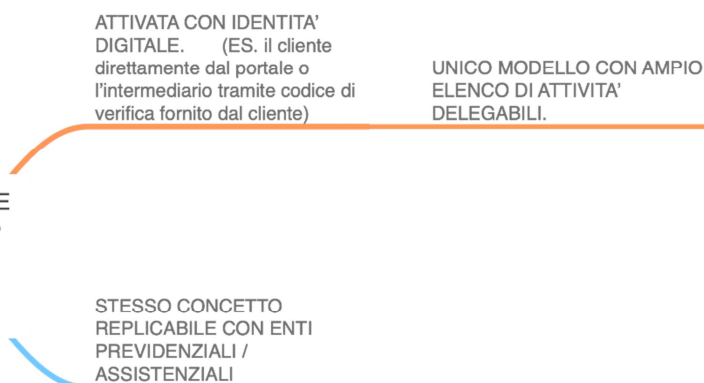 ATTIVATA CON IDENTITA'
DIGITALE. (ES. il cliente
direttamente dal portale o
l'intermediario tramite codice di
verifica fornito dal cliente)
UNICO MODELLO CON AMPIO
ELENCO DI ATTIVITA'
DELEGABILI.
STESSO CONCETTO
REPLICABILE CON ENTI
PREVIDENZIALI /
ASSISTENZIALI